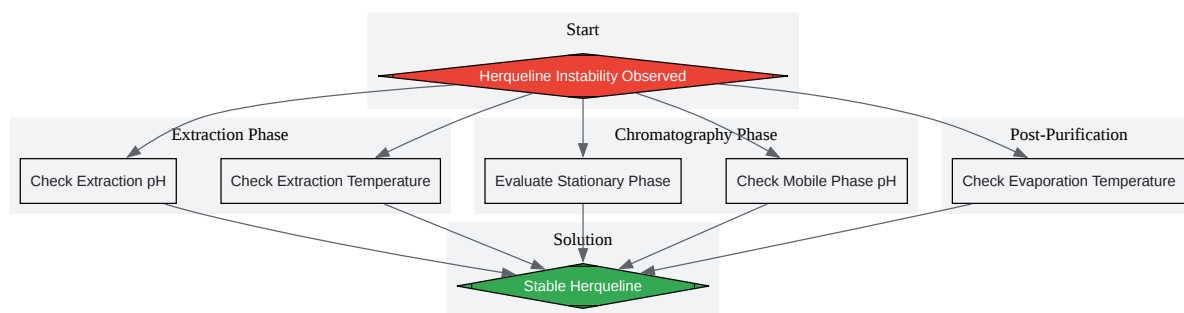 Start
Herqueline Instability Observed
Extraction Phase
Chromatography Phase
Post-Purification
Check Extraction pH
Check Extraction Temperature
Evaluate Stationary Phase
Check Mobile Phase pH
Check Evaporation Temperature
Solution
Stable Herqueline